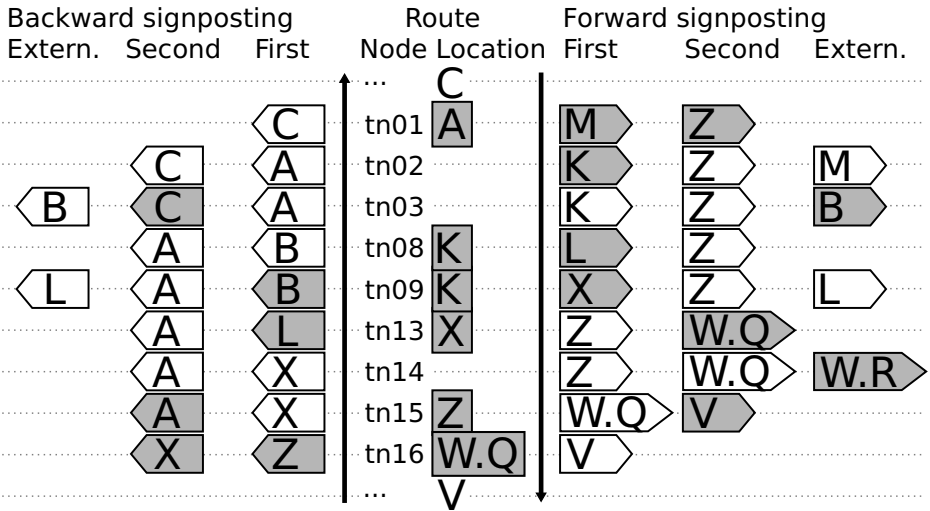 Backward signposting Route Forward signposting
Extern. Second First Node Location First Second Extern.
... C
C tn01 A M Z
C A tn02 K Z M
B C A tn03 K Z B
A B tn08 K L Z
L A B tn09 K X Z L
A L tn13 X Z W.Q
A X tn14 Z W.Q W.R
A X tn15 Z W.Q V
X Z tn16 W.Q V
... V